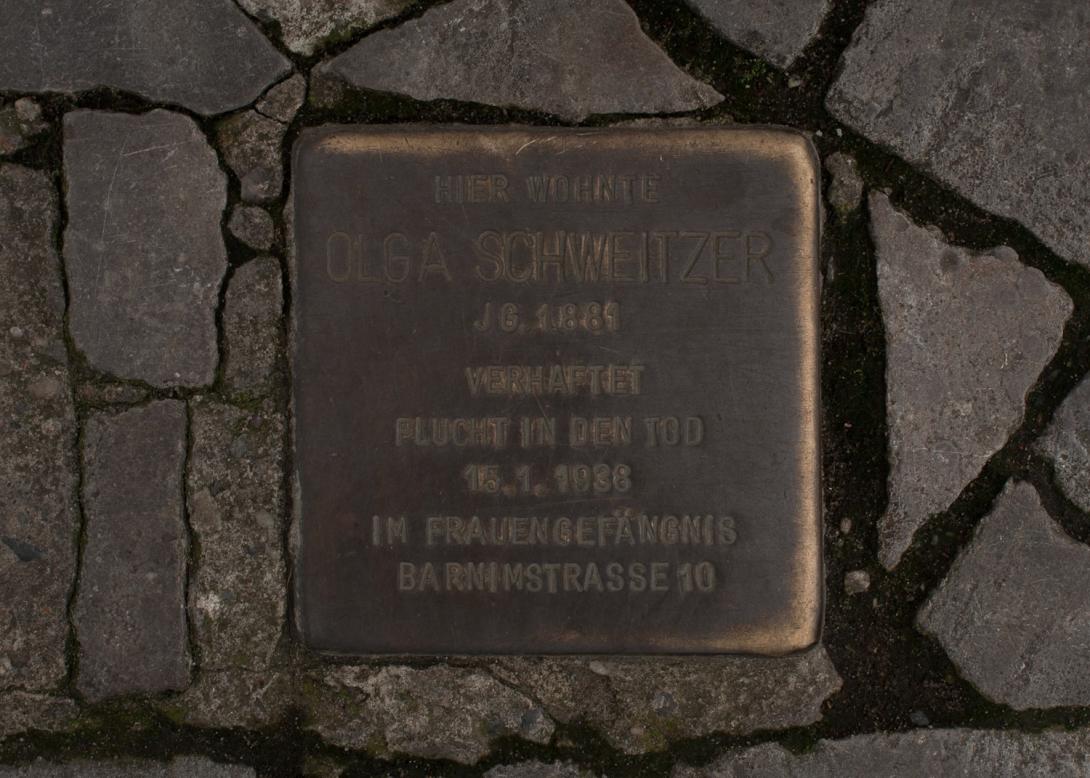 HIER WOHNTE
OLGA SCHWEITZER
JG. 1881
VERHAFTET
FLUCHT IN DEN TOD
15.1. 1938
IM FRAUENGEFÄNGNIS
BARNIMSTRASSE 10